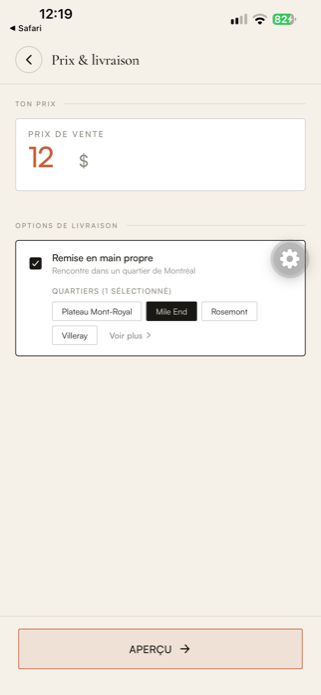 12:19
82
◀ Safari
Prix & livraison
TON PRIX
PRIX DE VENTE
12 $
OPTIONS DE LIVRAISON
Remise en main propre
Rencontre dans un quartier de Montréal
QUARTIERS (1 SÉLECTIONNÉ)
Plateau Mont-Royal Mile End Rosemont
Villeray Voir plus >
APERÇU →